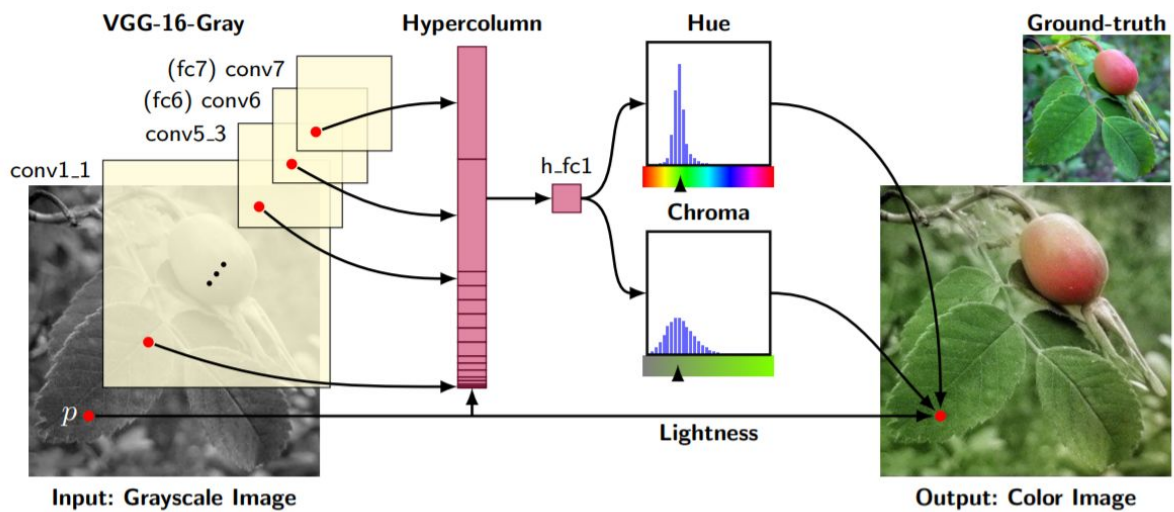 VGG-16-Gray
Hypercolumn
Hue
Ground-truth
(fc7) conv7
(fc6) conv6
conv5_3
conv1_1
h_fc1
Chroma
p
Lightness
Input: Grayscale Image
Output: Color Image